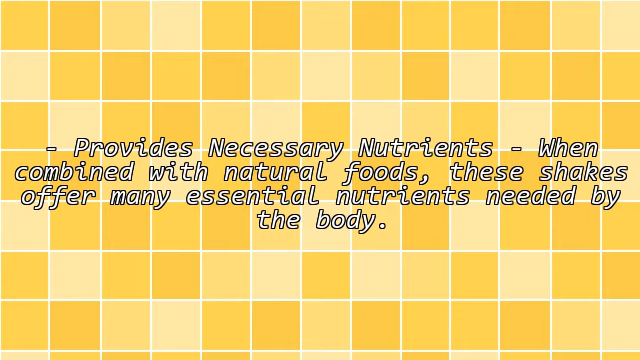 - Provides Necessary Nutrients - When
combined with natural foods, these shakes
offer many essential nutrients needed by
the body.